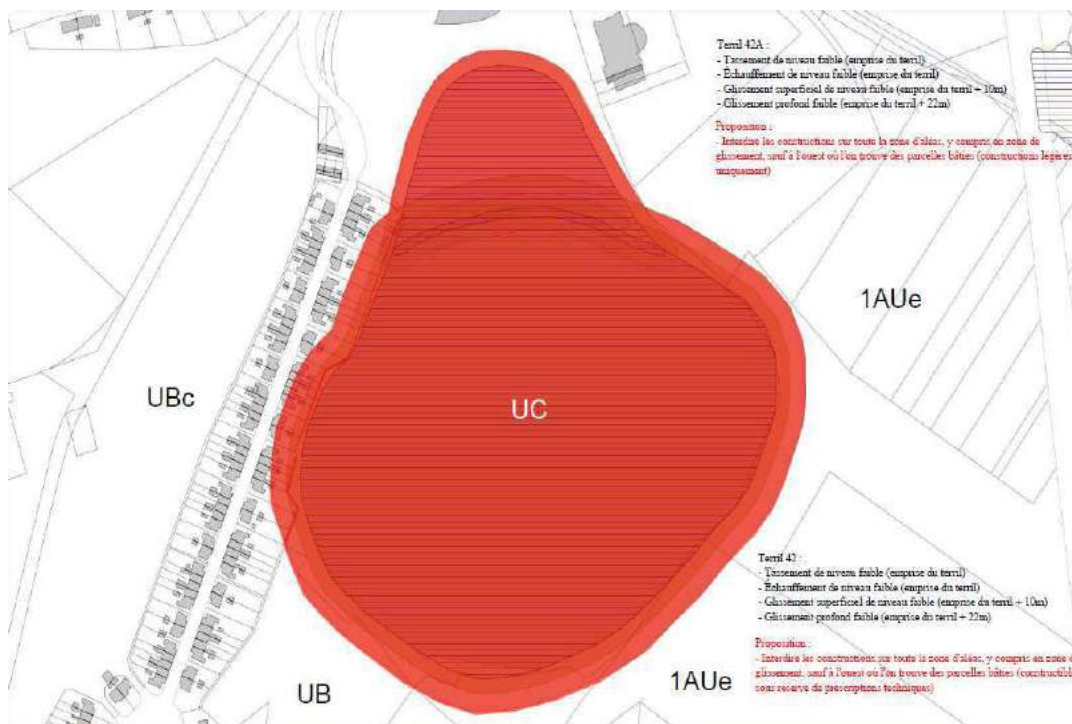 Terril 42A :
- Tassement de niveau faible (emprise du terril)
- Échauffement de niveau faible (emprise du terril)
- Glissement superficiel de niveau faible (emprise du terril + 10m)
- Glissement profond faible (emprise du terril + 22m)
Proposition :
- Interdire les constructions sur toute la zone d'aléas, y compris en zone de
glissement, sauf à l'ouest où l'on trouve des parcelles bâties (constructions légères
uniquement)
1AUe
UBc
UC
Terril 42 :
- Tassement de niveau faible (emprise du terril)
- Échauffement de niveau faible (emprise du terril)
- Glissement superficiel de niveau faible (emprise du terril + 10m)
- Glissement profond faible (emprise du terril + 22m)
Proposition :
- Interdire les constructions sur toute la zone d'aléas, y compris en zone d
glissement, sauf à l'ouest où l'on trouve des parcelles bâties (constructibl
sous réserve de prescriptions techniques)
1AUe
UB